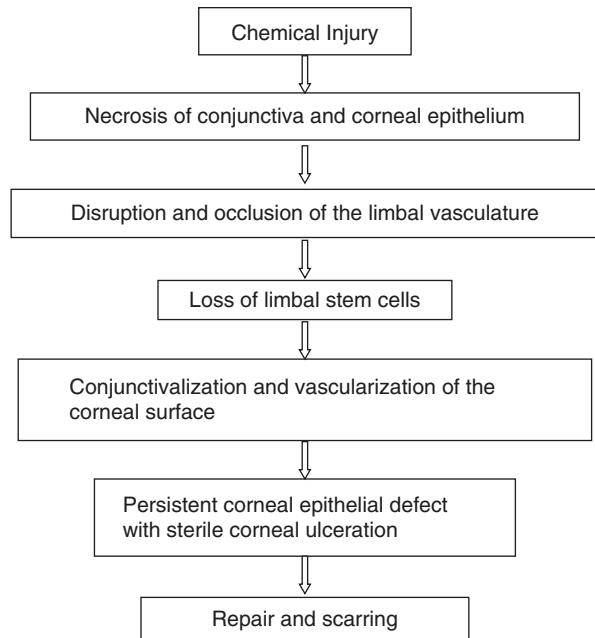 Chemical Injury
Necrosis of conjunctiva and corneal epithelium
Disruption and occlusion of the limbal vasculature
Loss of limbal stem cells
Conjunctivalization and vascularization of the
corneal surface
Persistent corneal epithelial defect
with sterile corneal ulceration
Repair and scarring